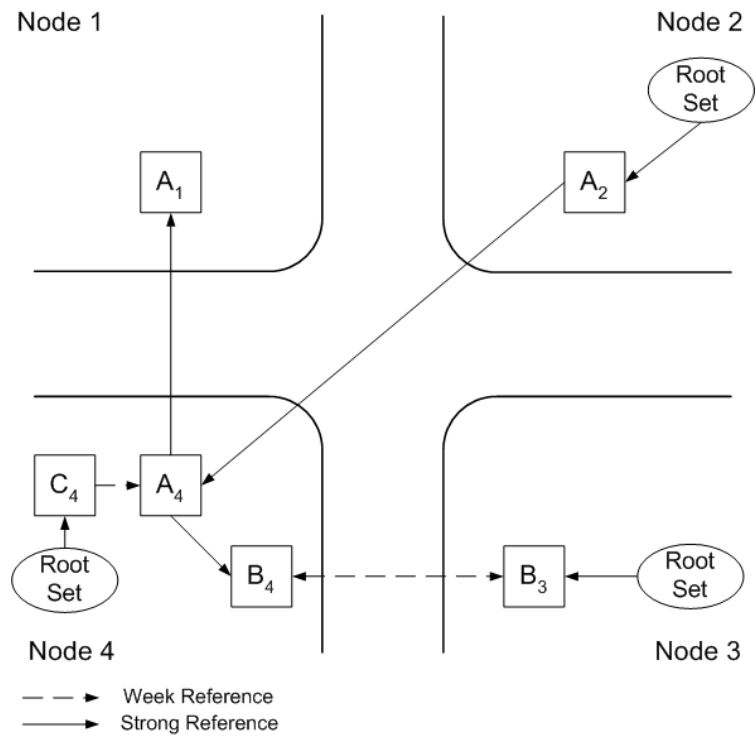 Node 1
Node 2
Root
Set
A1
A2
C4
A4
Root
Set
B4
B3
Root
Set
Node 4
Node 3
Week Reference
Strong Reference